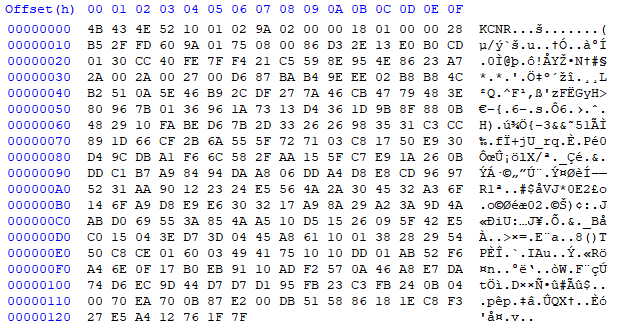 Offset(h) 00 01 02 03 04 05 06 07 08 09 0A 0B 0C 0D 0E 0F
00000000 4B 43 4E 52 10 01 02 9A 02 00 00 18 01 00 00 28 KCNR...š.......(
00000010 B5 2F FD 60 9A 01 75 08 00 86 D3 2E 13 E0 B0 CD µ/ý`š.u..†Ó..à°Í
00000020 01 30 CC 40 FE 7F F4 21 C5 59 8E 95 4E 86 23 A7 .0Ì@þ.ô!ÅYŽ•N†#§
00000030 2A 00 2A 00 27 00 D6 87 BA B4 9E EE 02 B8 B8 4C *.*.'.Ö‡º´žî.¸¸L
00000040 B2 51 0A 5E 46 B9 2C DF 27 7A 46 CB 47 79 48 3E ²Q.^F¹,ß'zFËGyH>
00000050 80 96 7B 01 36 96 1A 73 13 D4 36 1D 9B 8F 88 0B €–{.6–.s.Ô6.›.ˆ.
00000060 48 29 10 FA BE D6 7B 2D 33 26 26 98 35 31 C3 CC H).ú¾Ö{-3&&˜51ÃÌ
00000070 89 1D 66 CF 2B 6A 55 5F 72 71 03 C8 17 50 E9 30 ‰.fÏ+jU_rq.È.Pé0
00000080 D4 9C DB A1 F6 6C 58 2F AA 15 5F C7 E9 1A 26 0B ÔœÛ¡ölX/ª._Çé.&.
00000090 DD C1 B7 A9 84 94 DA A8 06 DD A4 D8 E8 CD 96 97 ÝÁ·©„”Ú¨.ݤØèÍ–—
000000A0 52 31 AA 90 12 23 24 E5 56 4A 2A 30 45 32 A3 6F R1ª..#$åVJ*0E2£o
000000B0 14 6F A9 D8 E9 E6 30 32 17 A9 8A 29 A2 3A 9D 4A .o©Øéæ02.©Š)¢:.J
000000C0 AB D0 69 55 3A 85 4A A5 10 D5 15 26 09 5F 42 E5 «ÐiU:…J¥.Õ.&._Bå
000000D0 C0 15 04 3E D7 3D 04 45 A8 61 10 01 38 28 29 54 À..>×=.E¨a..8()T
000000E0 50 C8 CE 01 60 03 49 41 75 10 10 DD 01 AB 52 F6 PÈÎ.`.IAu..Ý.«Rö
000000F0 A4 6E 0F 17 B0 EB 91 10 AD F2 57 0A 46 A8 E7 DA ¤n..°ë‘..òW.F¨çÚ
00000100 74 D6 EC 9D 44 D7 D7 D1 95 FB 23 C3 FB 24 0B 04 tÖì.D××Ñ•û#Ãû$..
00000110 00 70 EA 70 0B 87 E2 00 DB 51 58 86 18 1E C8 F3 .pêp.‡â.ÛQX†..Èó
00000120 27 E5 A4 12 76 1F 7F 'å¤.v..